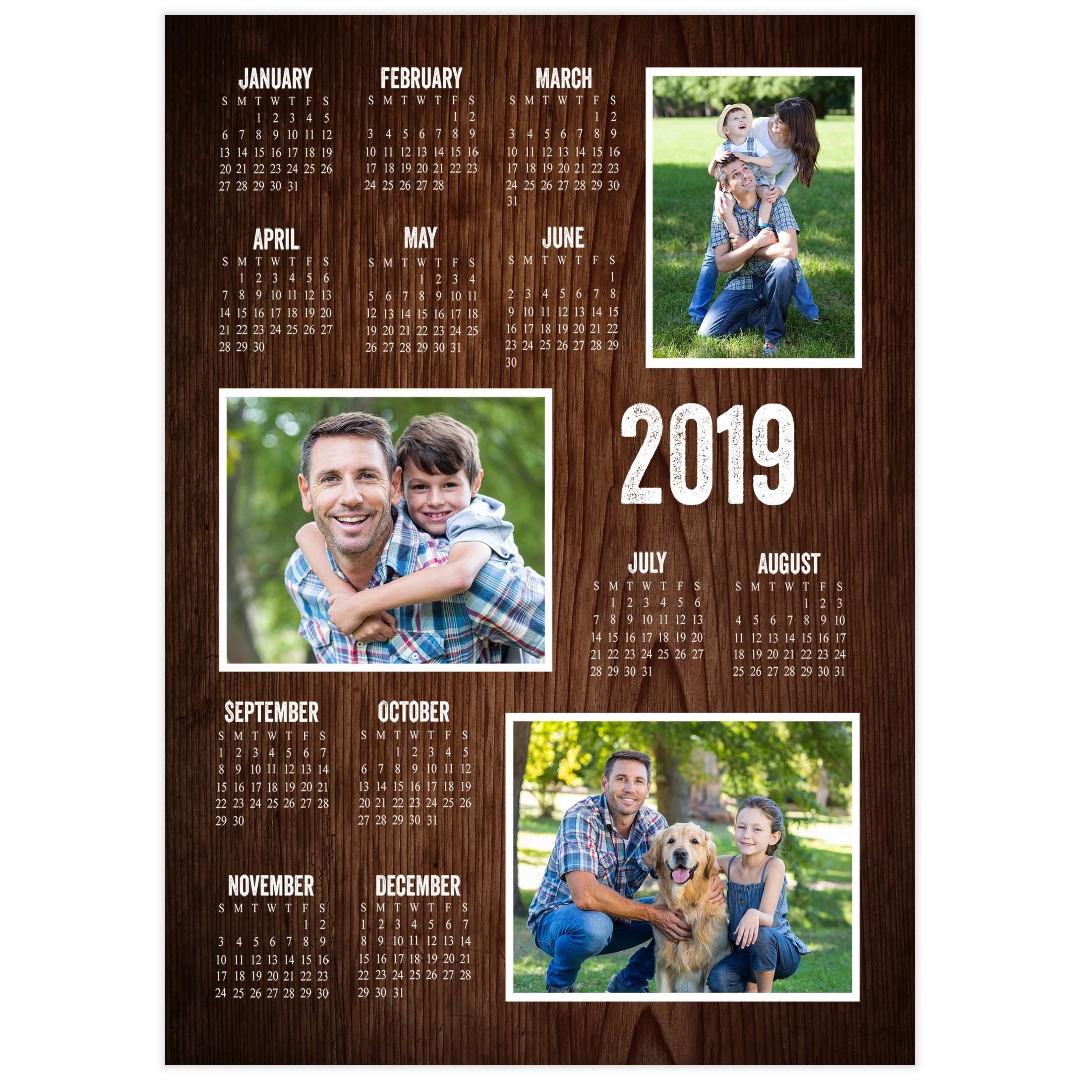 JANUARY
S M T W T F S
1 2 3 4 5
6 7 8 9 10 11 12
13 14 15 16 17 18 19
20 21 22 23 24 25 26
27 28 29 30 31
FEBRUARY
S M T W T F S
1 2
3 4 5 6 7 8 9
10 11 12 13 14 15 16
17 18 19 20 21 22 23
24 25 26 27 28
MARCH
S M T W T F S
1 2
3 4 5 6 7 8 9
10 11 12 13 14 15 16
17 18 19 20 21 22 23
24 25 26 27 28 29 30
31
APRIL
S M T W T F S
1 2 3 4 5 6
7 8 9 10 11 12 13
14 15 16 17 18 19 20
21 22 23 24 25 26 27
28 29 30
MAY
S M T W T F S
1 2 3 4
5 6 7 8 9 10 11
12 13 14 15 16 17 18
19 20 21 22 23 24 25
26 27 28 29 30 31
JUNE
S M T W T F S
1
2 3 4 5 6 7 8
9 10 11 12 13 14 15
16 17 18 19 20 21 22
23 24 25 26 27 28 29
30
2019
JULY
S M T W T F S
1 2 3 4 5 6
7 8 9 10 11 12 13
14 15 16 17 18 19 20
21 22 23 24 25 26 27
28 29 30 31
AUGUST
S M T W T F S
1 2 3
4 5 6 7 8 9 10
11 12 13 14 15 16 17
18 19 20 21 22 23 24
25 26 27 28 29 30 31
SEPTEMBER
S M T W T F S
1 2 3 4 5 6 7
8 9 10 11 12 13 14
15 16 17 18 19 20 21
22 23 24 25 26 27 28
29 30
OCTOBER
S M T W T F S
1 2 3 4 5
6 7 8 9 10 11 12
13 14 15 16 17 18 19
20 21 22 23 24 25 26
27 28 29 30 31
NOVEMBER
S M T W T F S
1 2
3 4 5 6 7 8 9
10 11 12 13 14 15 16
17 18 19 20 21 22 23
24 25 26 27 28 29 30
DECEMBER
S M T W T F S
1 2 3 4 5 6 7
8 9 10 11 12 13 14
15 16 17 18 19 20 21
22 23 24 25 26 27 28
29 30 31